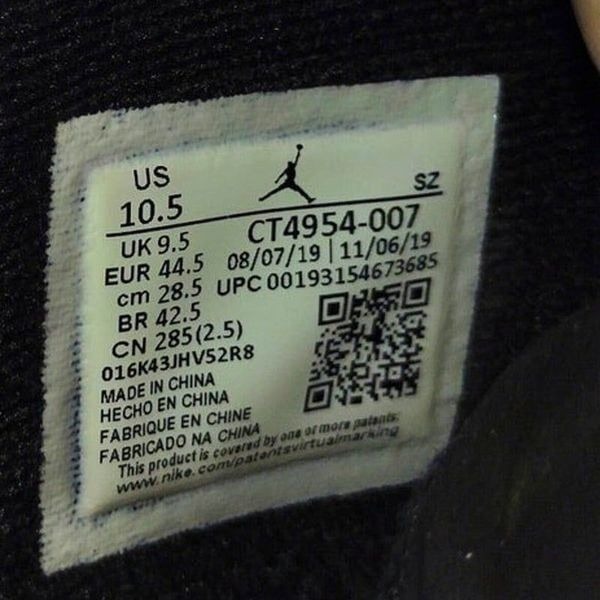 US
10.5
SZ
UK 9.5
EUR 44.5
cm 28.5
BR 42.5
CN 285(2.5)
CT4954-007
08/07/19 | 11/06/19
UPC 00193154673685
016K43JHV52R8
MADE IN CHINA
HECHO EN CHINA
FABRIQUE EN CHINE
FABRICADO NA CHINA
This product is covered by one or more patents:
www.nike.com/patentsvirtualmarking